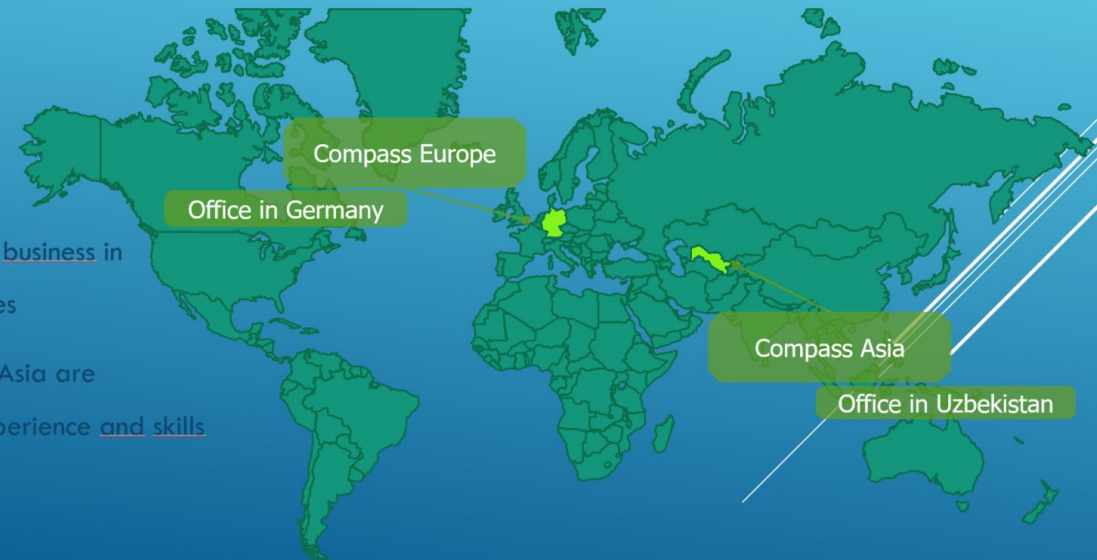 Compass Europe
Office in Germany
business in
es
Asia are
perience and skills
Compass Asia
Office in Uzbekistan